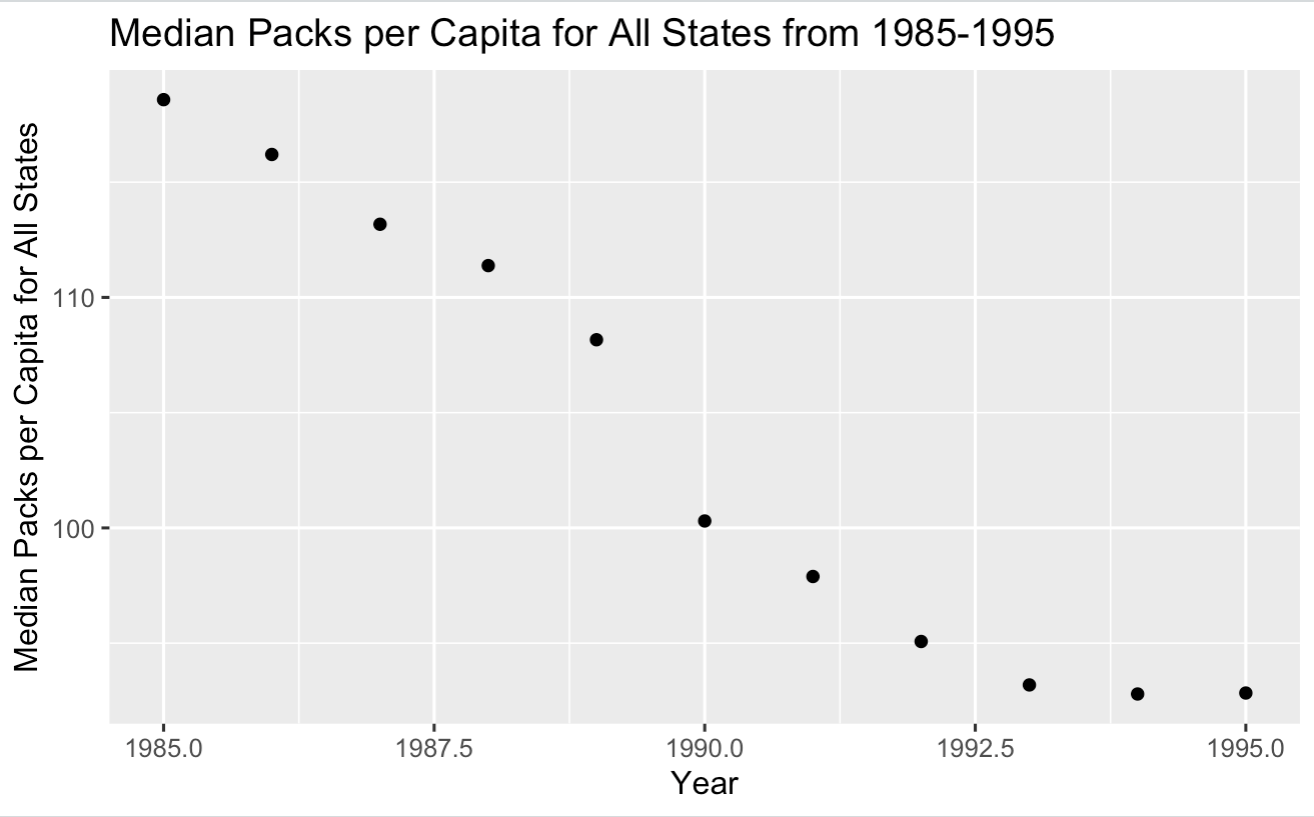 Median Packs per Capita for All States from 1985-1995
Median Packs per Capita for All States
110
100
1985.0 1987.5 1990.0 1992.5 1995.0
Year